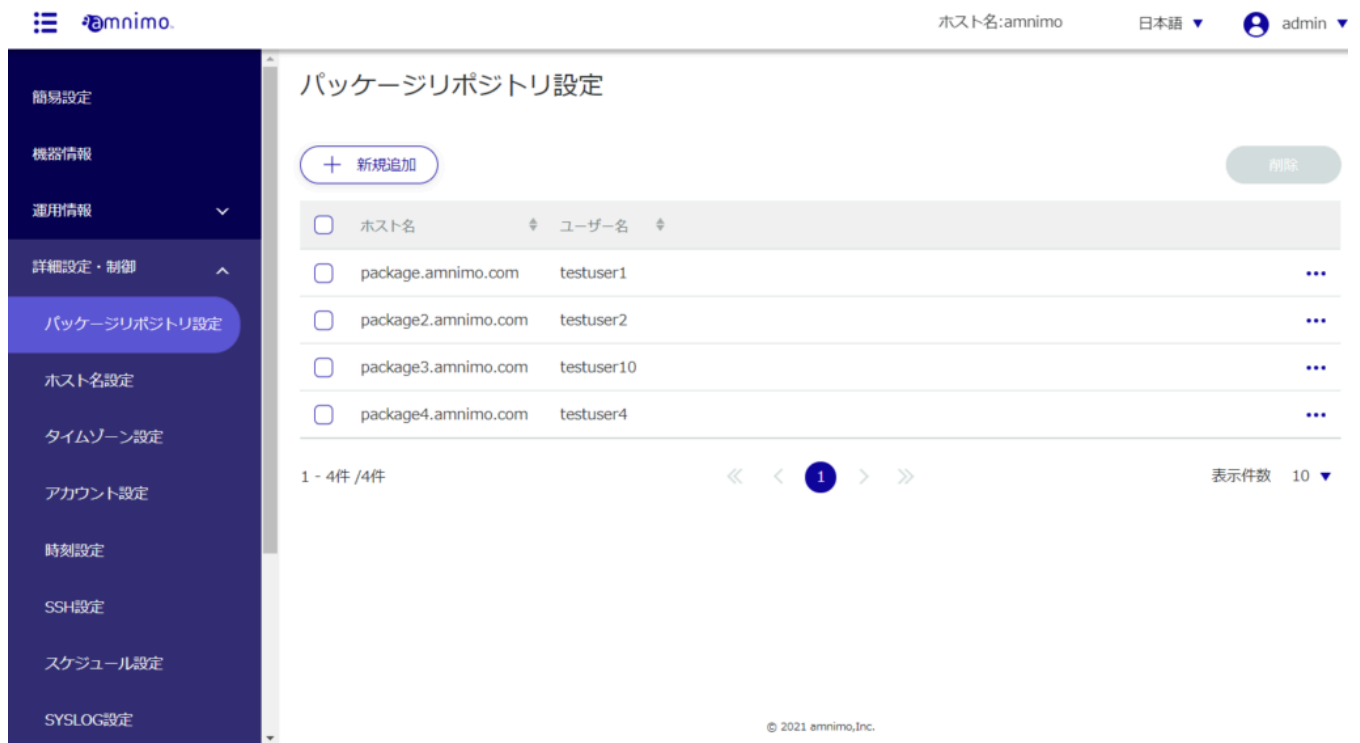 amnimo
ホスト名:amnimo 日本語 admin
簡易設定
機器情報
運用情報
詳細設定・制御
パッケージリポジトリ設定
ホスト名設定
タイムゾーン設定
アカウント設定
時刻設定
SSH設定
スケジュール設定
SYSLOG設定
パッケージリポジトリ設定
新規追加 削除
ホスト名 ユーザー名
package.amnimo.com testuser1
package2.amnimo.com testuser2
package3.amnimo.com testuser10
package4.amnimo.com testuser4
1 - 4件 /4件 1 表示件数 10
© 2021 amnimo,Inc.